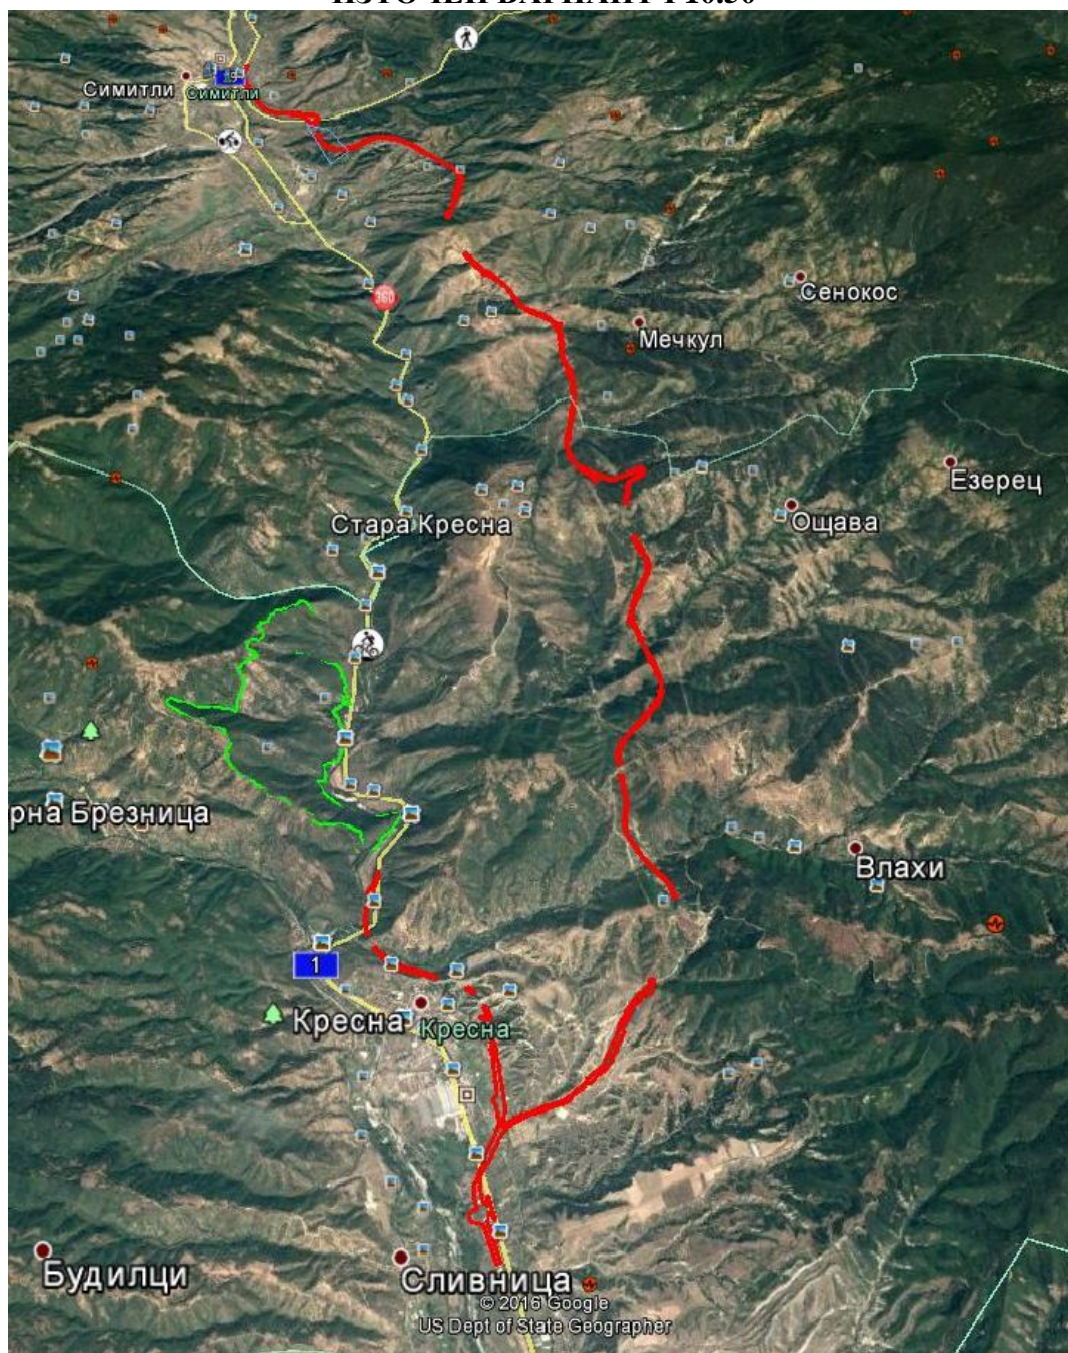 ИЗТОЧЕН ВАРИАНТ Г10.50
Симитли
Симитли
360
Сенокос
Мечкул
Езерец
Ощава
Стара Кресна
рна Брезница
Влахи
1
Кресна
Кресна
Будилци
Сливница
© 2016 Google
US Dept of State Geographer